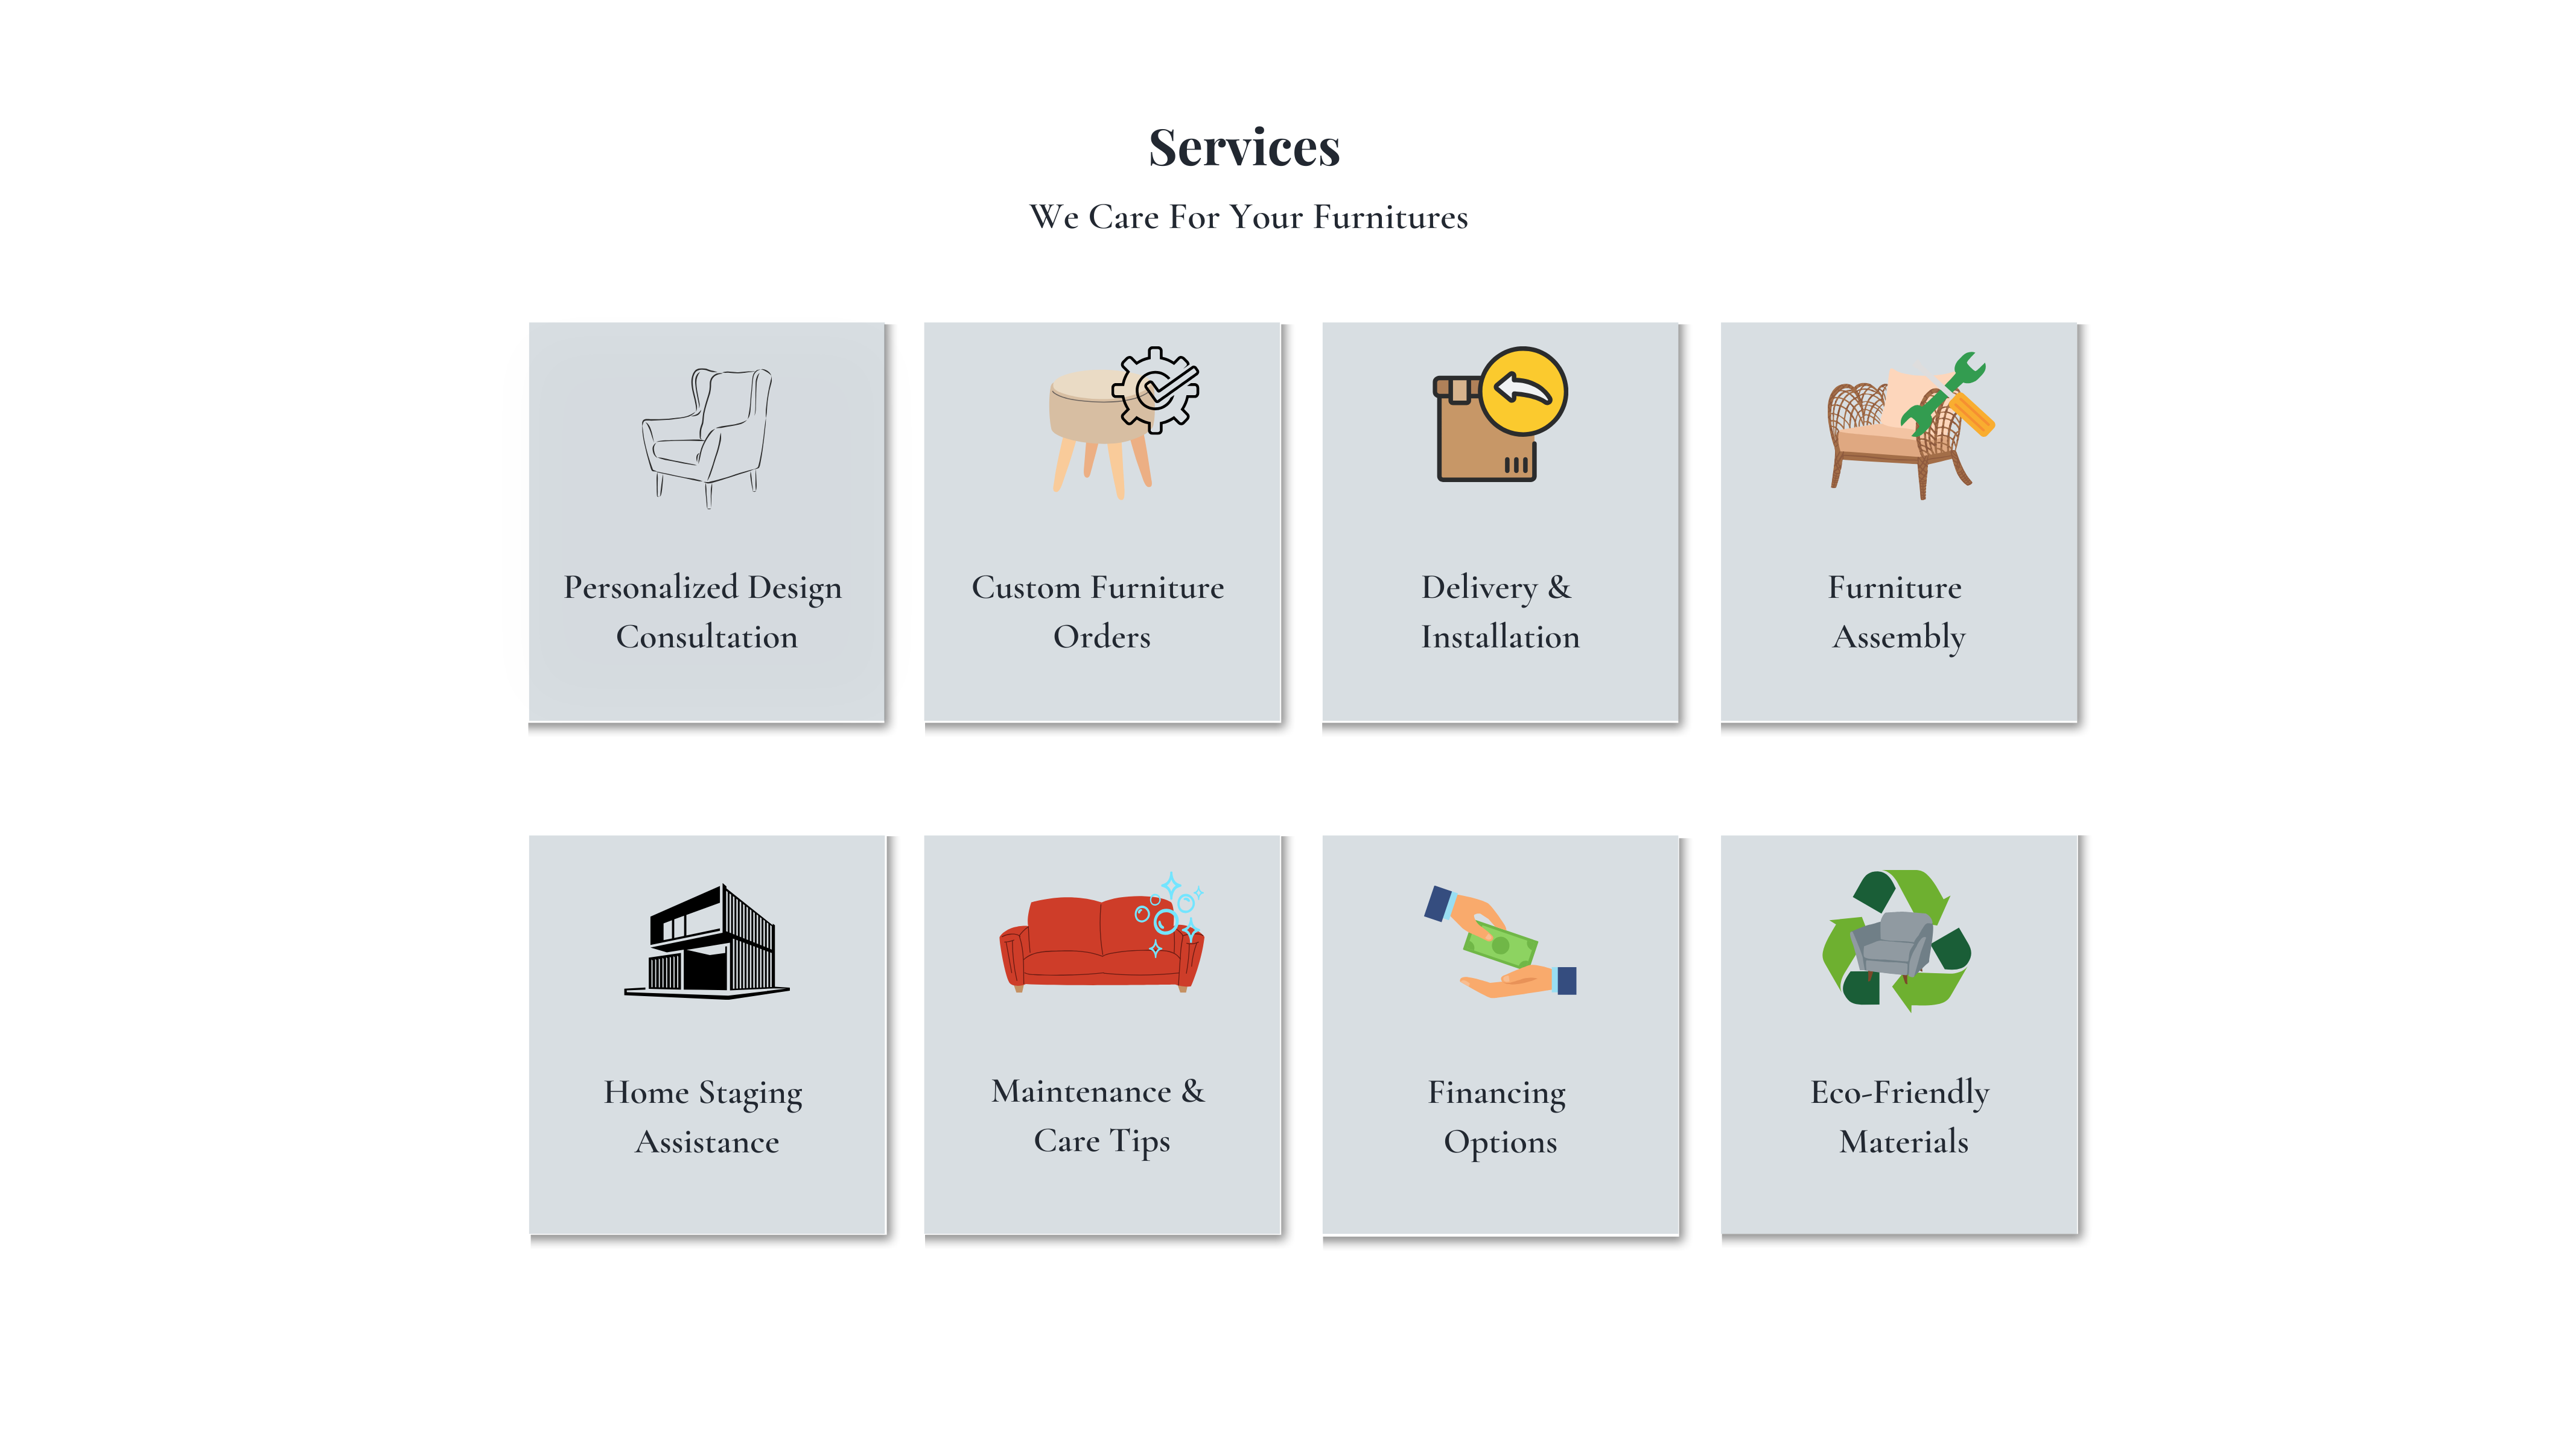 Services
We Care For Your Furnitures
Personalized Design
Consultation
Custom Furniture
Orders
Delivery &
Installation
Furniture
Assembly
Home Staging
Assistance
Maintenance &
Care Tips
Financing
Options
Eco-Friendly
Materials